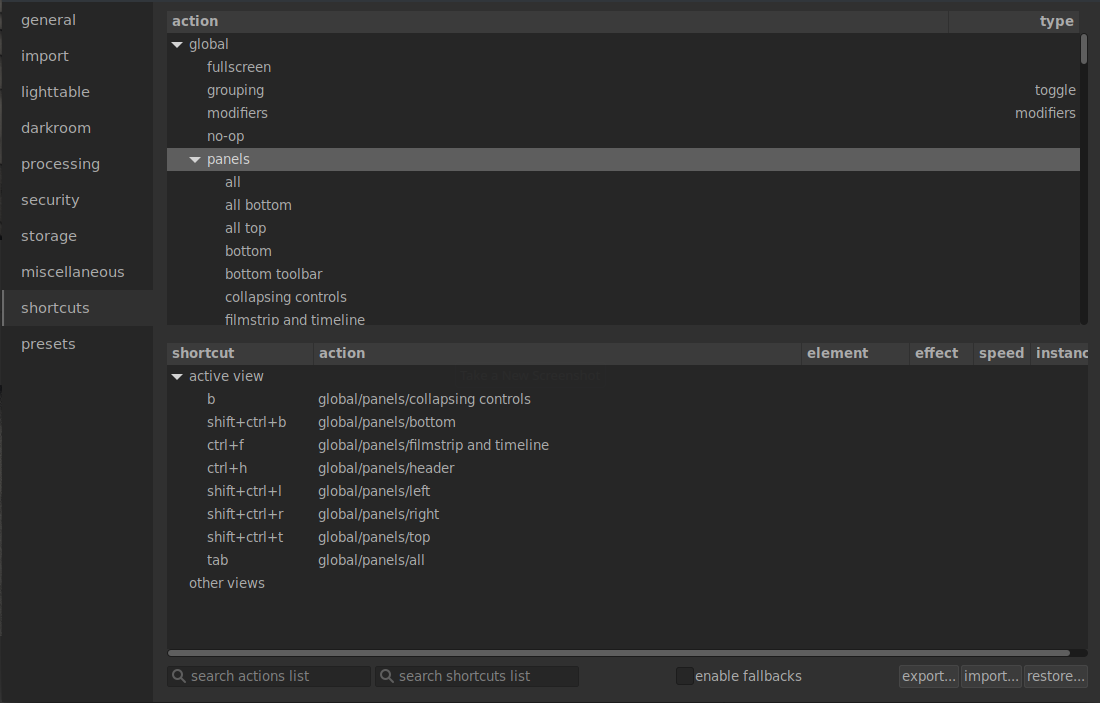 general
import
lighttable
darkroom
processing
security
storage
miscellaneous
shortcuts
presets
action type
global
fullscreen
grouping toggle
modifiers modifiers
no-op
panels
all
all bottom
all top
bottom
bottom toolbar
collapsing controls
filmstrip and timeline
shortcut action element effect speed instanc
active view
b global/panels/collapsing controls
shift+ctrl+b global/panels/bottom
ctrl+f global/panels/filmstrip and timeline
ctrl+h global/panels/header
shift+ctrl+l global/panels/left
shift+ctrl+r global/panels/right
shift+ctrl+t global/panels/top
tab global/panels/all
other views
search actions list search shortcuts list enable fallbacks export... import... restore...